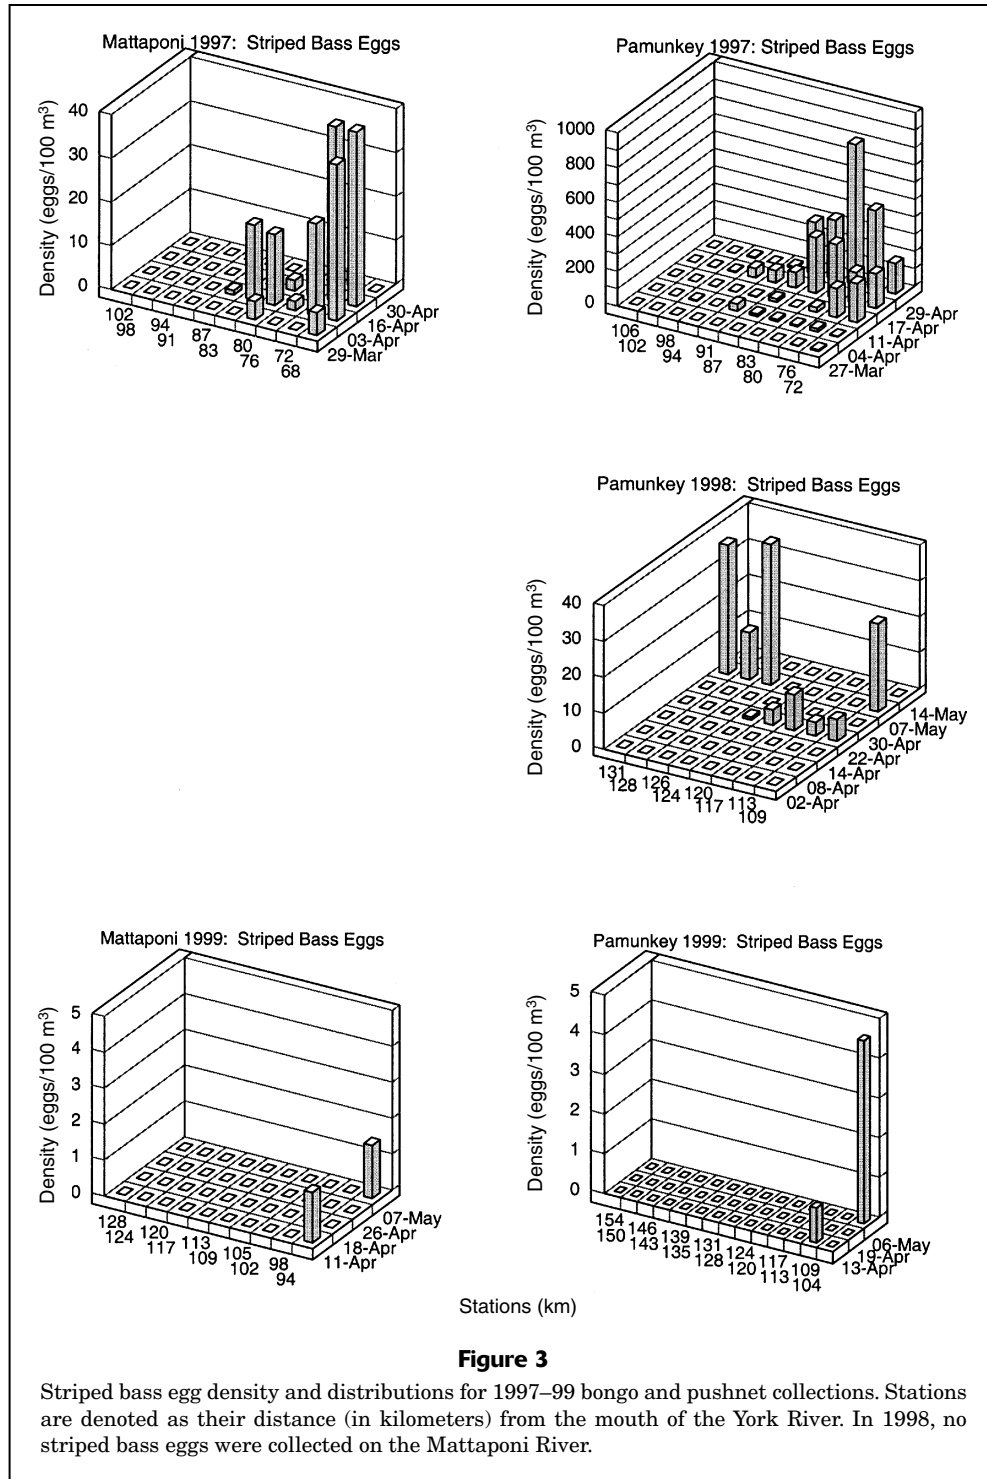 Mattaponi 1997: Striped Bass Eggs
Density (eggs/100 m³)
40
30
20
10
0
102
98
94
91
87
83
80
76
72
68
30-Apr
16-Apr
03-Apr
29-Mar
Pamunkey 1997: Striped Bass Eggs
Density (eggs/100 m³)
1000
800
600
400
200
0
106
102
98
94
91
87
83
80
76
72
29-Apr
17-Apr
11-Apr
04-Apr
27-Mar
Pamunkey 1998: Striped Bass Eggs
Density (eggs/100 m³)
40
30
20
10
0
131
128
126
124
120
117
113
109
14-May
07-May
30-Apr
22-Apr
14-Apr
08-Apr
02-Apr
Mattaponi 1999: Striped Bass Eggs
Density (eggs/100 m³)
5
4
3
2
1
0
128
124
120
117
113
109
105
102
98
94
07-May
26-Apr
18-Apr
11-Apr
Pamunkey 1999: Striped Bass Eggs
Density (eggs/100 m³)
5
4
3
2
1
0
154
150
146
143
139
135
131
128
124
120
117
113
109
104
06-May
19-Apr
13-Apr
Stations (km)
Figure 3
Striped bass egg density and distributions for 1997–99 bongo and pushnet collections. Stations
are denoted as their distance (in kilometers) from the mouth of the York River. In 1998, no
striped bass eggs were collected on the Mattaponi River.